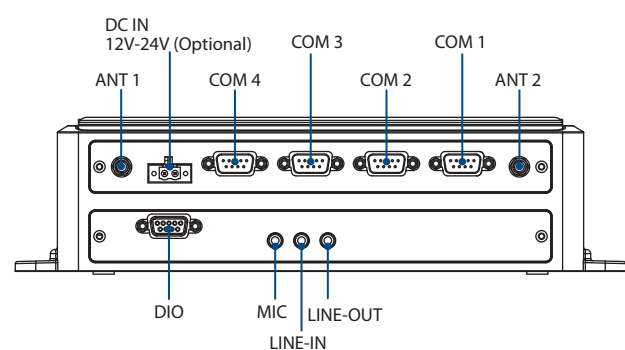 DC IN
12V-24V (Optional)
COM 3
COM 1
ANT 1
COM 4
COM 2
ANT 2
DIO
MIC
LINE-OUT
LINE-IN